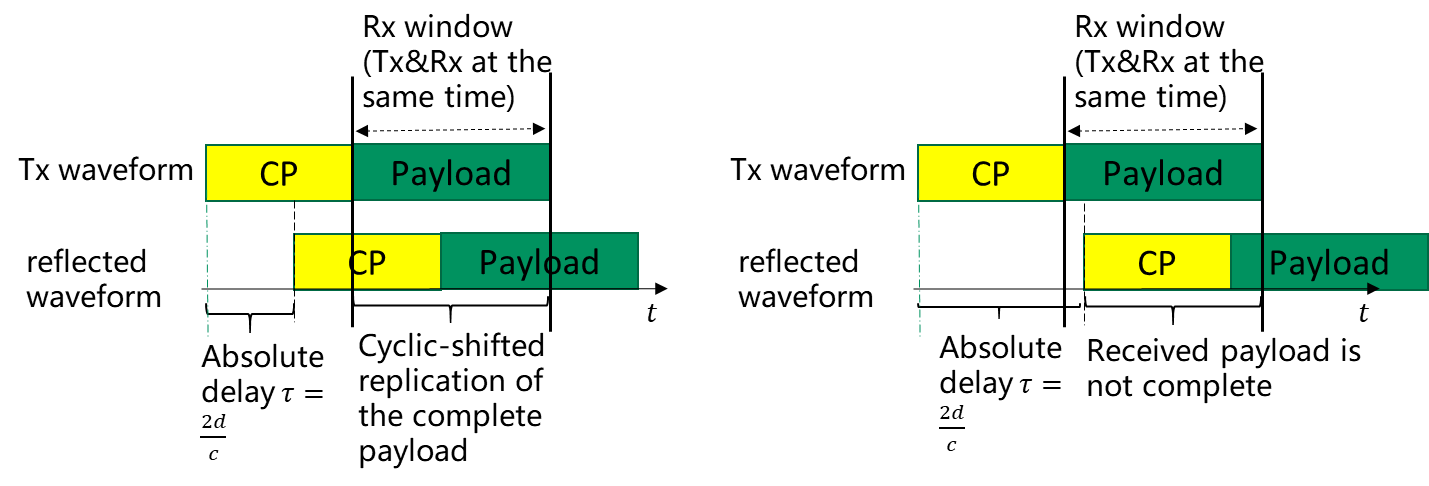 Rx window
(Tx&Rx at the
same time)
Tx waveform
CP
Payload
reflected
waveform
CP
Payload
t
Absolute
delay τ =
2d
c
Cyclic-shifted
replication of
the complete
payload
Rx window
(Tx&Rx at the
same time)
Tx waveform
CP
Payload
reflected
waveform
CP
Payload
t
Absolute
delay τ =
2d
c
Received payload is
not complete